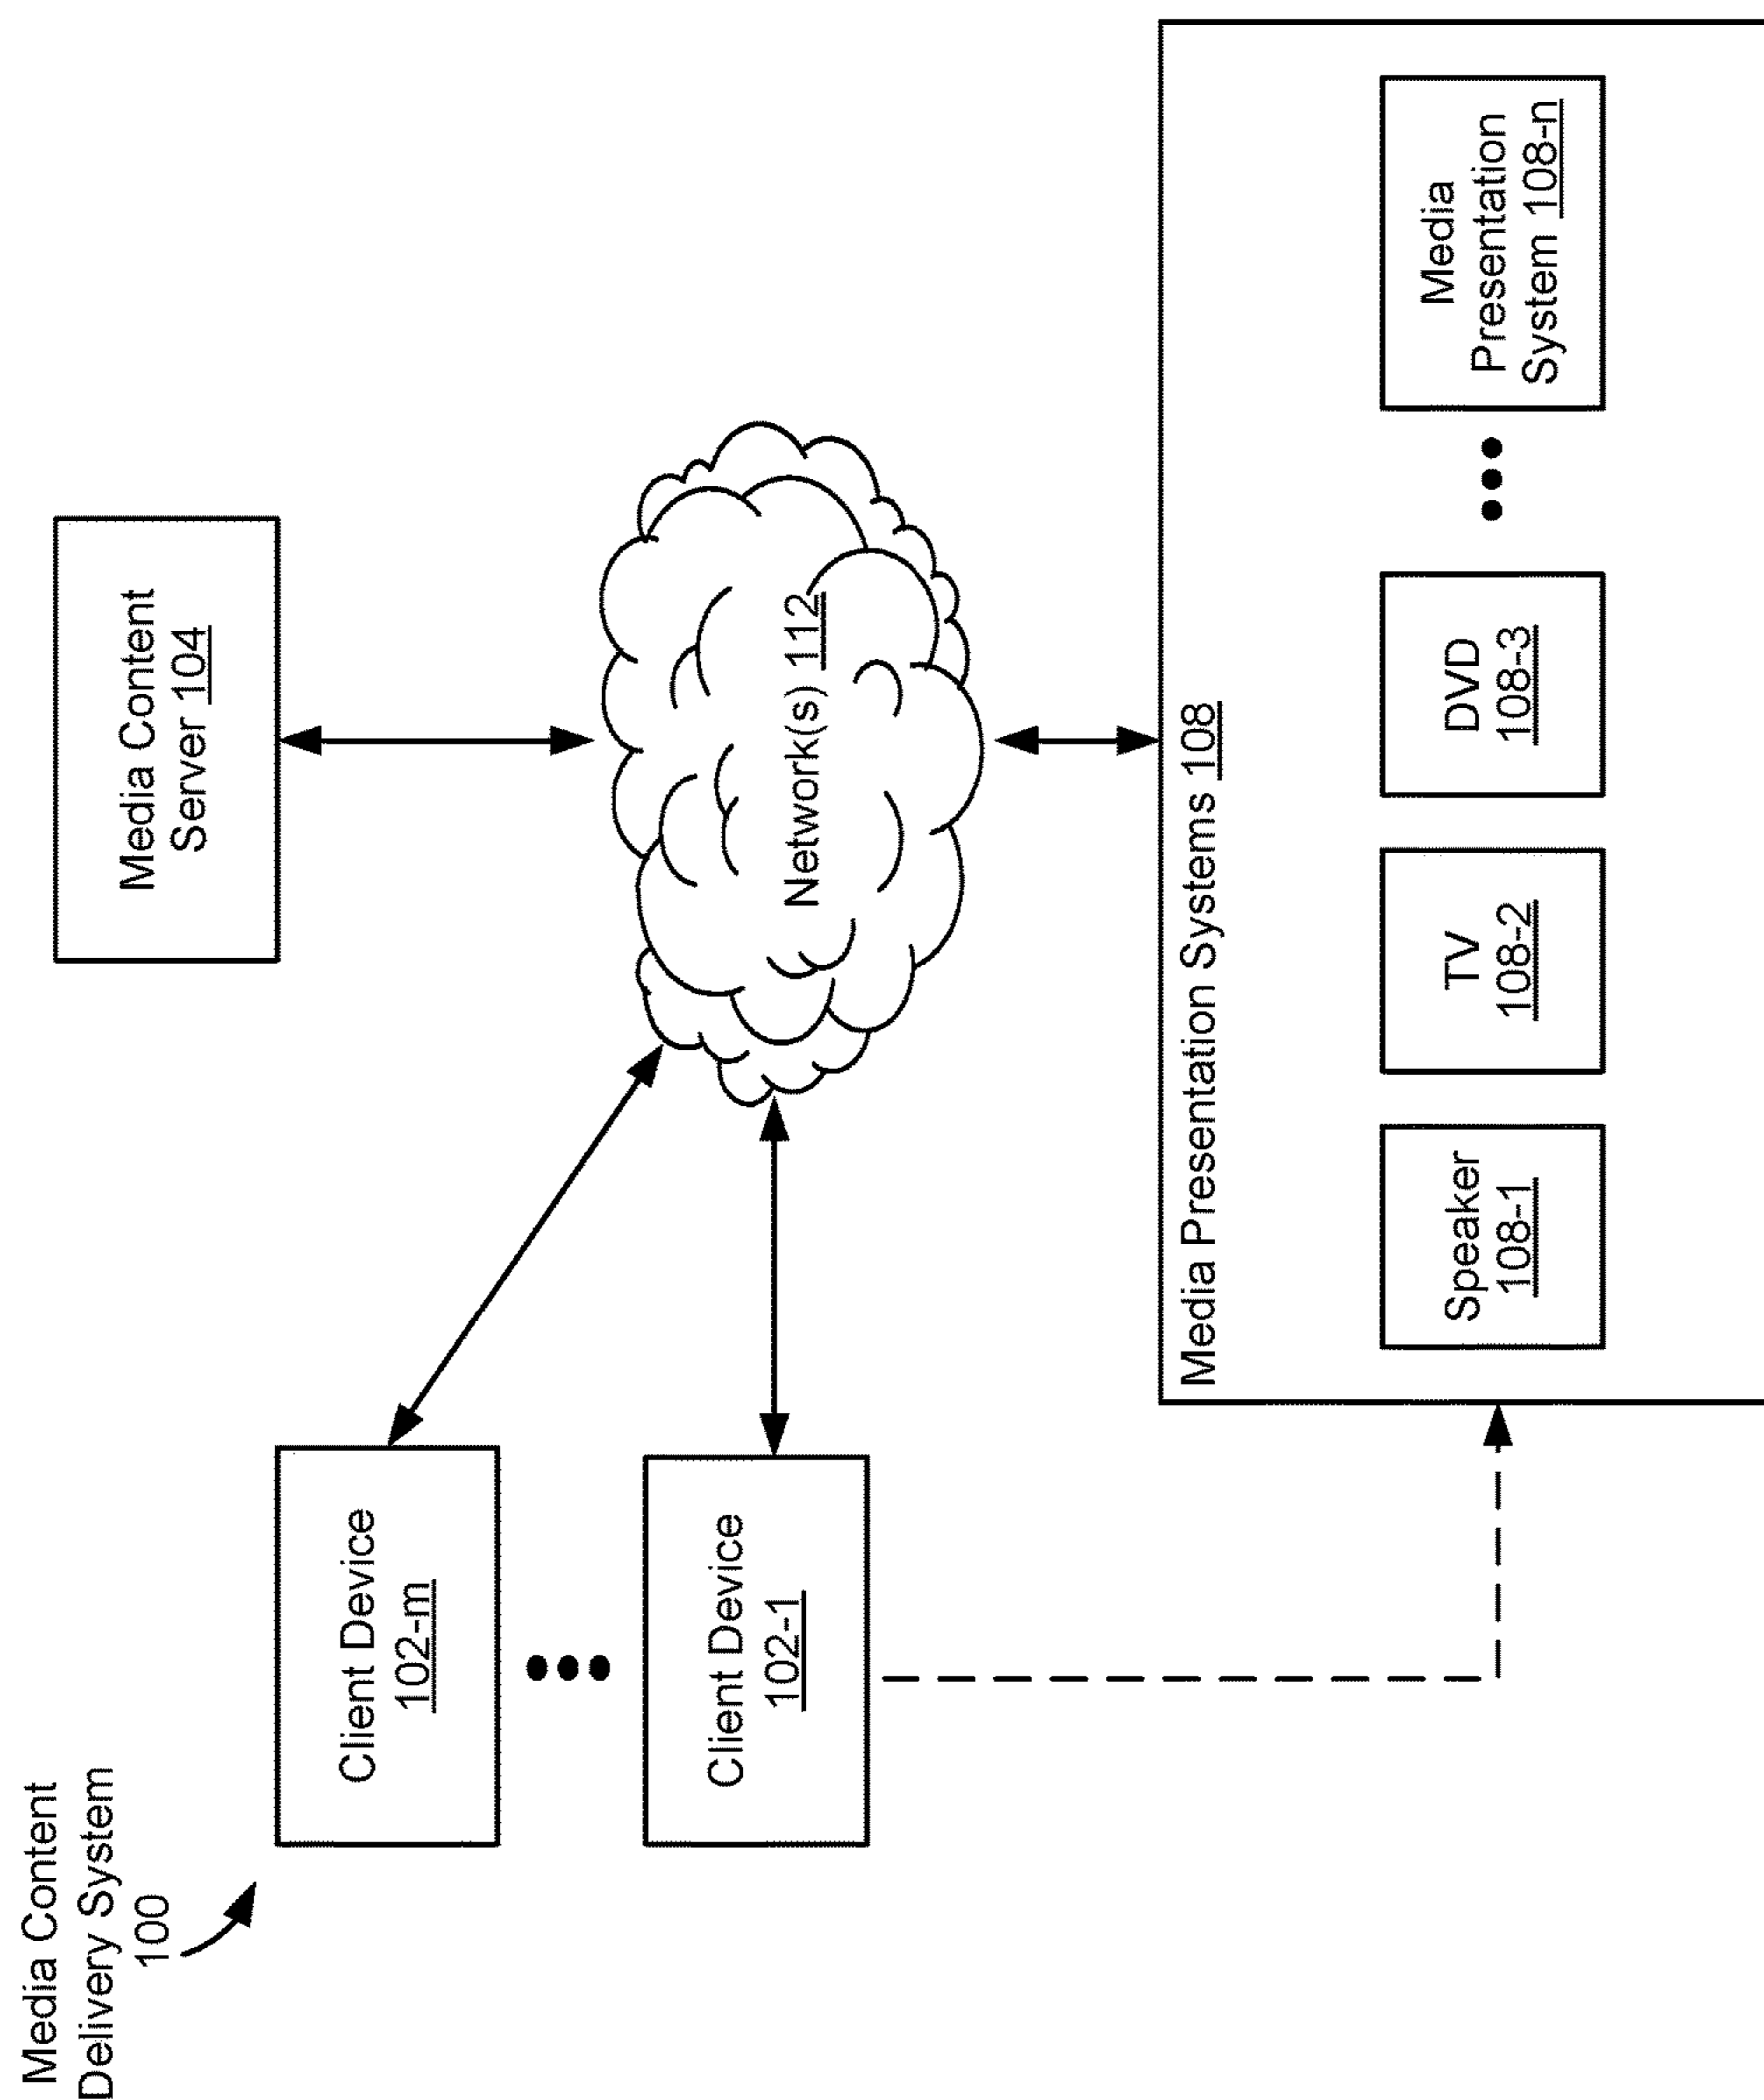 Media Content
Delivery System
100
Client Device
102-m
Client Device
102-1
Media Content
Server 104
Network(s) 112
Media Presentation Systems 108
Speaker
108-1
TV
108-2
DVD
108-3
Media
Presentation
System 108-n